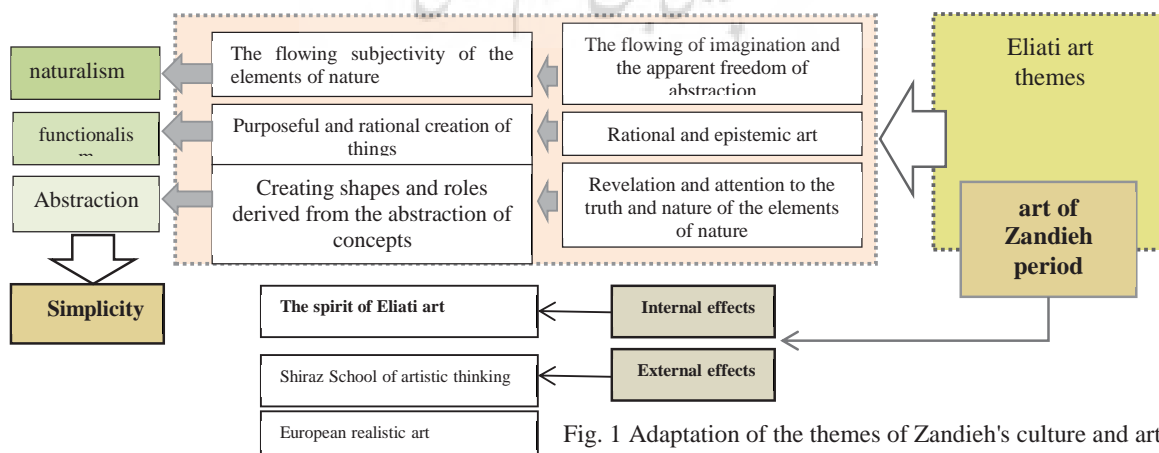 naturalism
The flowing subjectivity of the
elements of nature
The flowing of imagination and
the apparent freedom of
abstraction
Eliati art
themes
functionalis
m
Purposeful and rational creation of
things
Rational and epistemic art
Abstraction
Creating shapes and roles
derived from the abstraction of
concepts
Revelation and attention to the
truth and nature of the elements
of nature
art of
Zandieh
period
Simplicity
The spirit of Eliati art
Internal effects
Shiraz School of artistic thinking
External effects
European realistic art
Fig. 1 Adaptation of the themes of Zandieh's culture and art